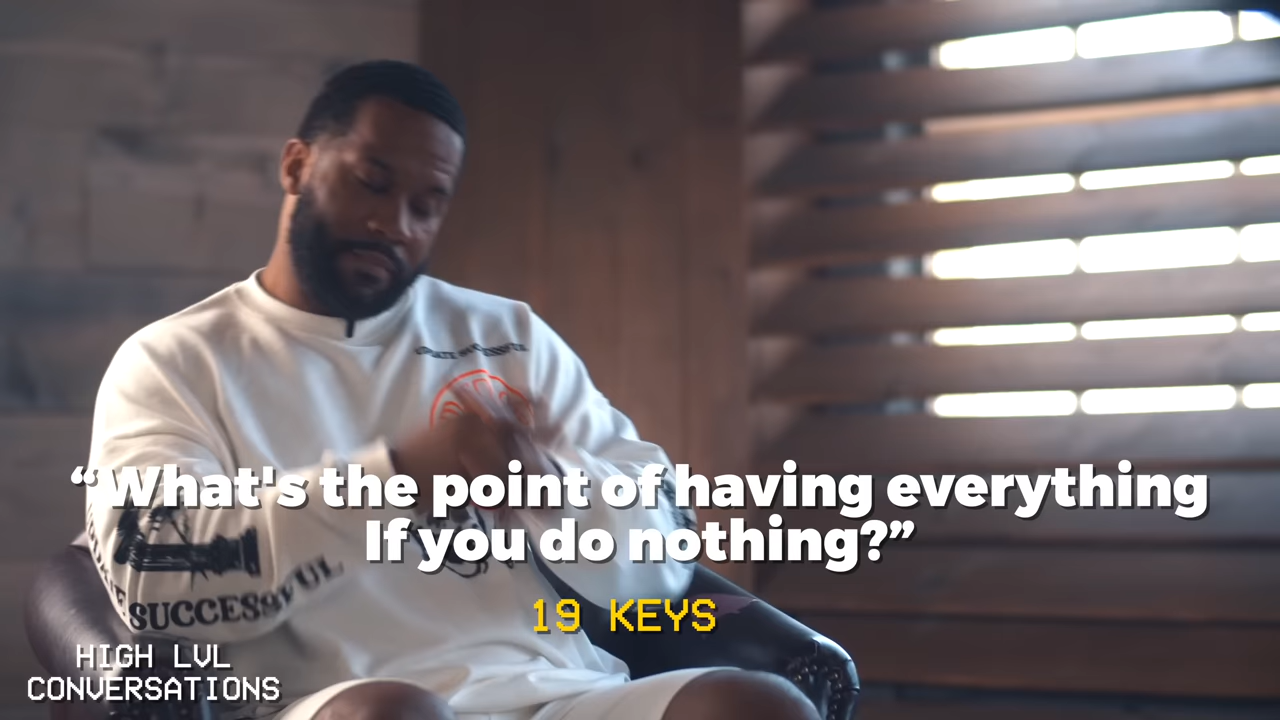 “What's the point of having everything
If you do nothing?”
19 KEYS
HIGH LVL
CONVERSATIONS
SUCCESSFUL